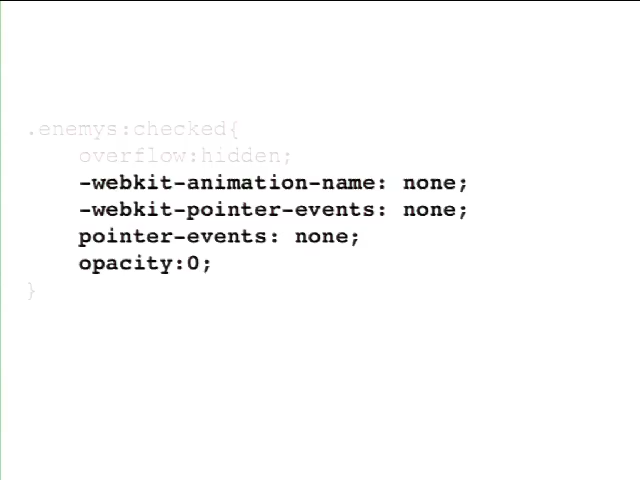 .enemys:checked{
overflow:hidden;
-webkit-animation-name: none;
-webkit-pointer-events: none;
pointer-events: none;
opacity:0;
}